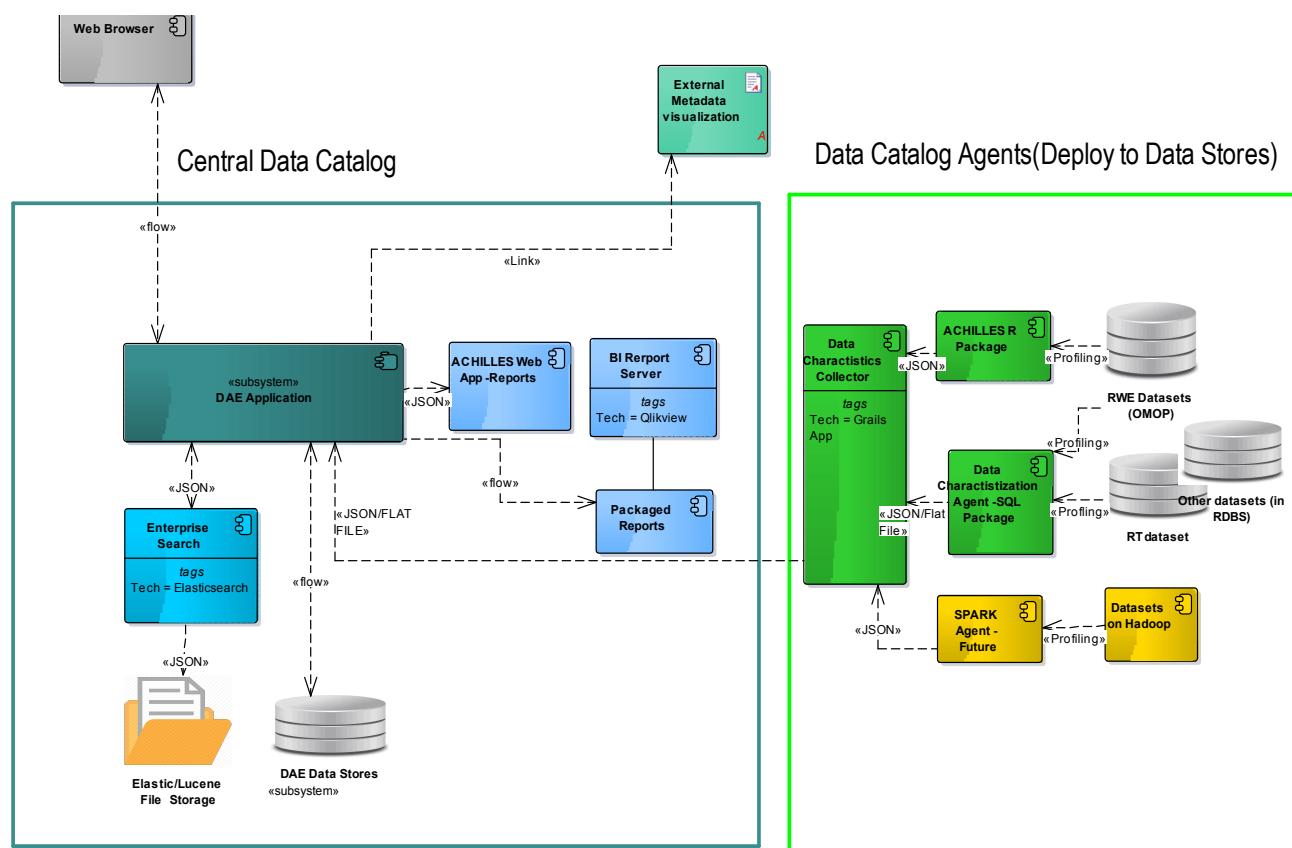 Web Browser
External
Metadata
visualization
A
Central Data Catalog
Data Catalog Agents(Deploy to Data Stores)
«flow»
«Link»
«subsystem»
DAE Application
ACHILLES Web
App -Reports
«JSON»
BI Rerport
Server
tags
Tech = Qlikview
«flow»
Packaged
Reports
«JSON»
«JSON/FLAT
FILE»
Enterprise
Search
tags
Tech = Elasticsearch
«flow»
«JSON»
Elastic/Lucene
File Storage
DAE Data Stores
«subsystem»
Data
Charactistics
Collector
tags
Tech = Grails
App
ACHILLES R
Package
«JSON»
«Profiling»
RWE Datasets
(OMOP)
«Profiling»
Data
Charactistization
Agent -SQL
Package
«JSON/Flat
File»
«Profiling»
Other datasets (in
RDBS)
RT dataset
SPARK
Agent -
Future
«JSON»
«Profiling»
Datasets
on Hadoop